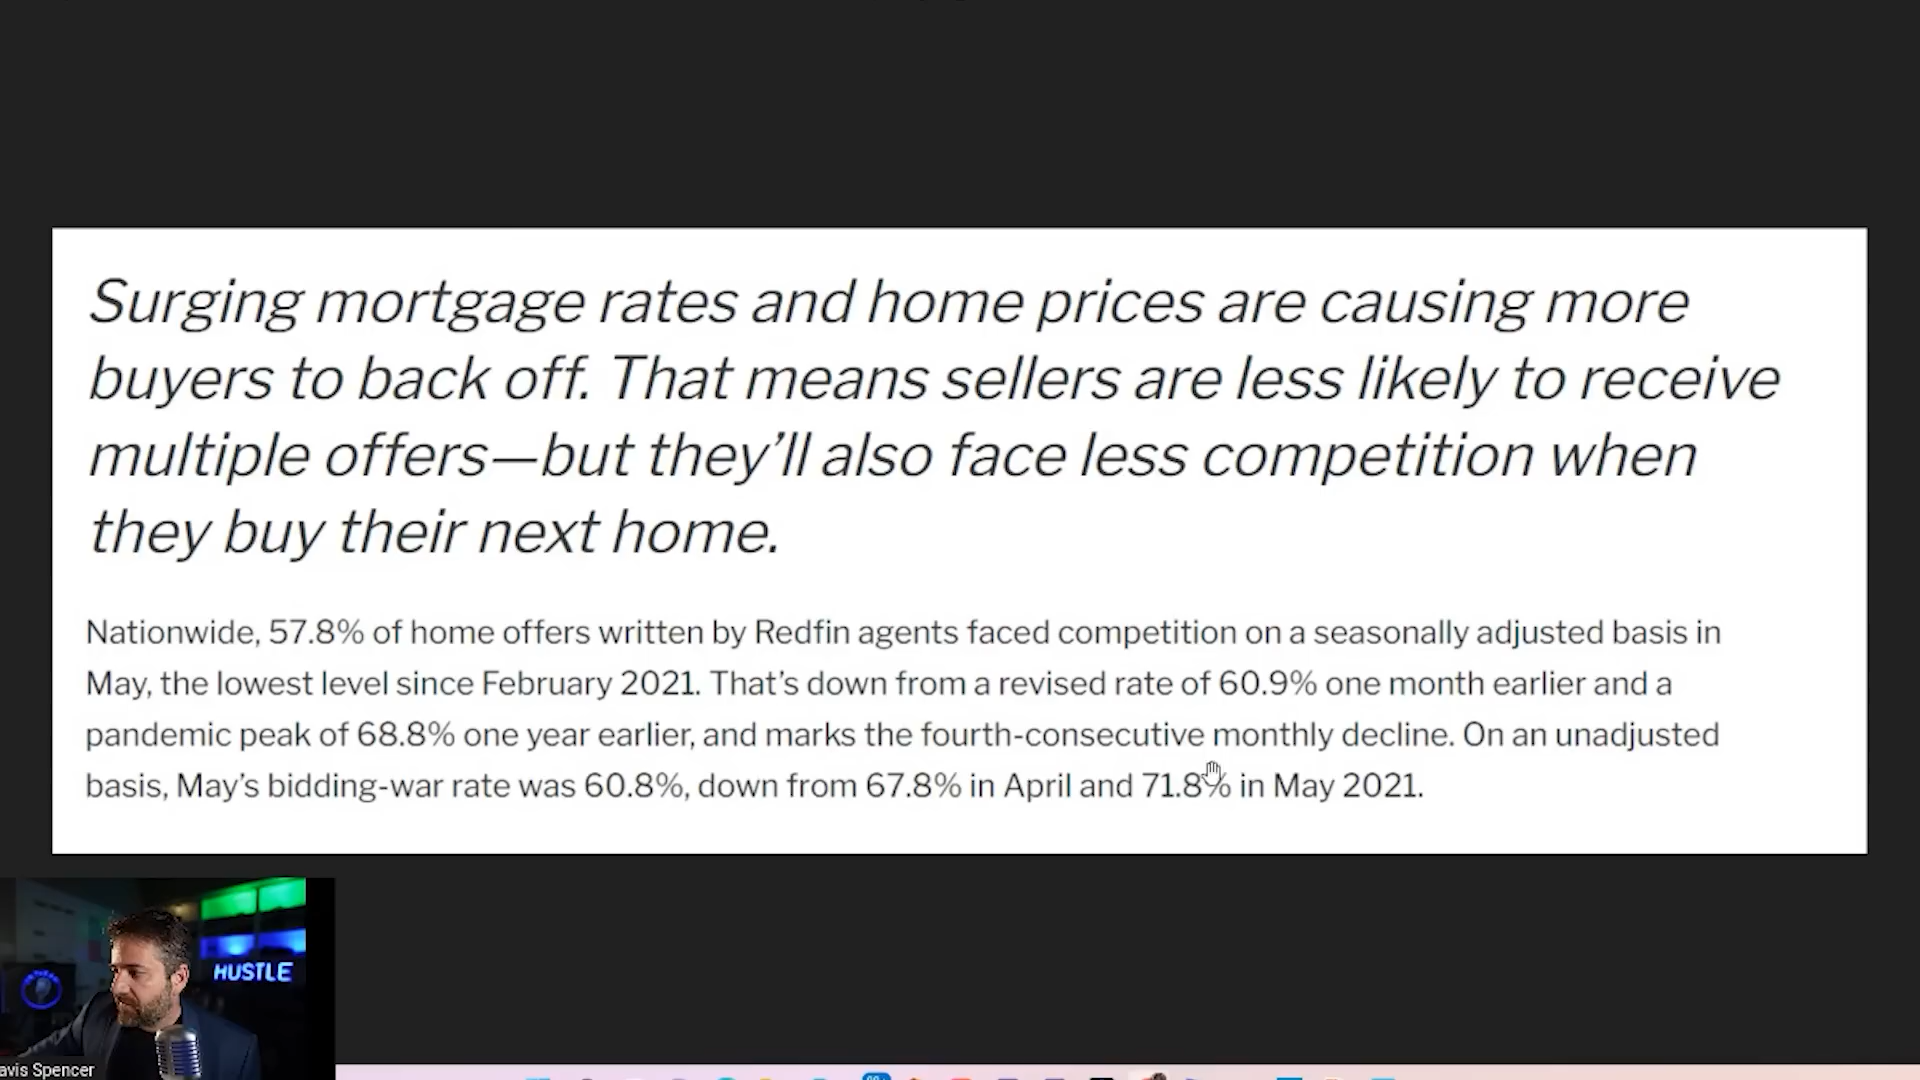 Surging mortgage rates and home prices are causing more
buyers to back off. That means sellers are less likely to receive
multiple offers—but they’ll also face less competition when
they buy their next home.
Nationwide, 57.8% of home offers written by Redfin agents faced competition on a seasonally adjusted basis in
May, the lowest level since February 2021. That’s down from a revised rate of 60.9% one month earlier and a
pandemic peak of 68.8% one year earlier, and marks the fourth-consecutive monthly decline. On an unadjusted
basis, May’s bidding-war rate was 60.8%, down from 67.8% in April and 71.8% in May 2021.
HUSTLE
avis Spencer